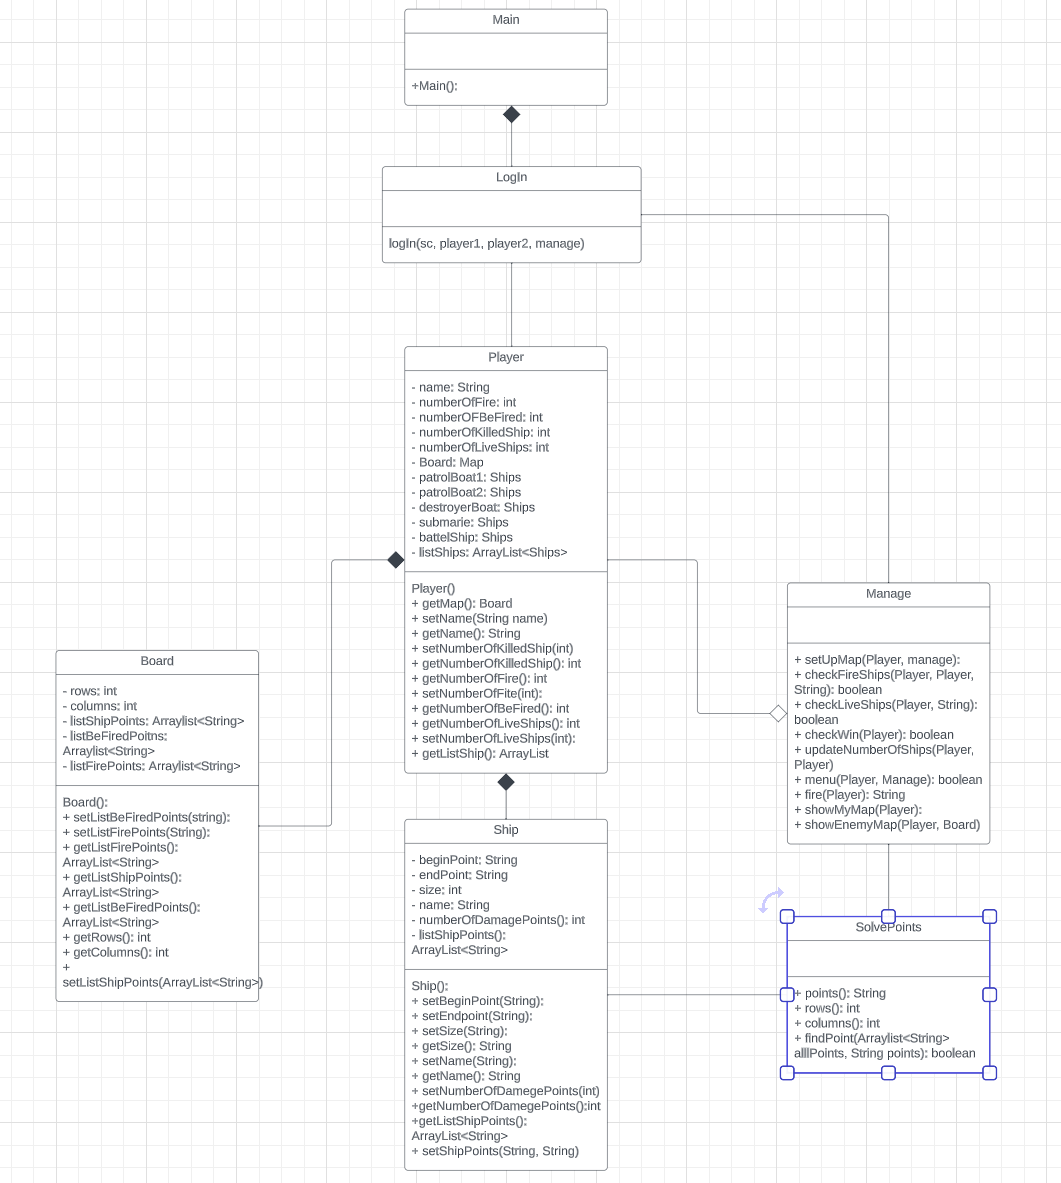 Main
+Main():
LogIn
logIn(sc, player1, player2, manage)
Player
- name: String
- numberOfFire: int
- numberOFBeFired: int
- numberOfKilledShip: int
- numberOfLiveShips: int
- Board: Map
- patrolBoat1: Ships
- patrolBoat2: Ships
- destroyerBoat: Ships
- submarie: Ships
- battelShip: Ships
- listShips: ArrayList<Ships>
Player()
+ getMap(): Board
+ setName(String name)
+ getName(): String
+ setNumberOfKilledShip(int)
+ getNumberOfKilledShip(): int
+ getNumberOfFire(): int
+ setNumberOfFite(int):
+ getNumberOfBeFired(): int
+ getNumberOfLiveShips(): int
+ setNumberOfLiveShips(int):
+ getListShip(): ArrayList
Manage
+ setUpMap(Player, manage):
+ checkFireShips(Player, Player,
String): boolean
+ checkLiveShips(Player, String):
boolean
+ checkWin(Player): boolean
+ updateNumberOfShips(Player,
Player)
+ menu(Player, Manage): boolean
+ fire(Player): String
+ showMyMap(Player):
+ showEnemyMap(Player, Board)
Board
- rows: int
- columns: int
- listShipPoints: Arraylist<String>
- listBeFiredPoitns:
Arraylist<String>
- listFirePoints: Arraylist<String>
Board():
+ setListBeFiredPoints(string):
+ setListFirePoints(String):
+ getListFirePoints():
ArrayList<String>
+ getListShipPoints():
ArrayList<String>
+ getListBeFiredPoints():
ArrayList<String>
+ getRows(): int
+ getColumns(): int
+
setListShipPoints(ArrayList<String>)
Ship
- beginPoint: String
- endPoint: String
- size: int
- name: String
- numberOfDamagePoints(): int
- listShipPoints():
ArrayList<String>
Ship():
+ setBeginPoint(String):
+ setEndpoint(String):
+ setSize(String):
+ getSize(): String
+ setName(String):
+ getName(): String
+ setNumberOfDamegePoints(int)
+getNumberOfDamegePoints():int
+getListShipPoints():
ArrayList<String>
+ setShipPoints(String, String)
SolvePoints
+ points(): String
+ rows(): int
+ columns(): int
+ findPoint(Arraylist<String>
alllPoints, String points): boolean